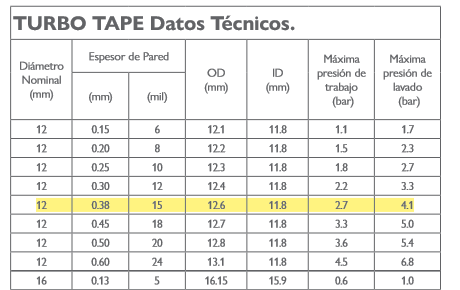 TURBO TAPE Datos Técnicos.
Diámetro Nominal (mm) Espesor de Pared OD (mm) ID (mm) Máxima presión de trabajo (bar) Máxima presión de lavado (bar)
(mm) (mil)
12 0.15 6 12.1 11.8 1.1 1.7
12 0.20 8 12.2 11.8 1.5 2.3
12 0.25 10 12.3 11.8 1.8 2.7
12 0.30 12 12.4 11.8 2.2 3.3
12 0.38 15 12.6 11.8 2.7 4.1
12 0.45 18 12.7 11.8 3.3 5.0
12 0.50 20 12.8 11.8 3.6 5.4
12 0.60 24 13.1 11.8 4.5 6.8
16 0.13 5 16.15 15.9 0.6 1.0